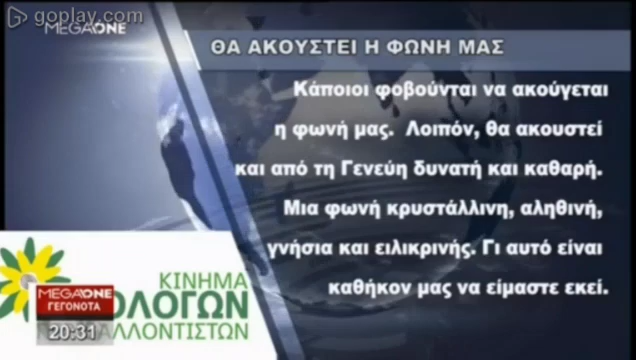 goplay.com
MEGAONE
ΘΑ ΑΚΟΥΣΤΕΙ Η ΦΩΝΗ ΜΑΣ
Κάποιοι φοβούνται να ακούγεται
η φωνή μας. Λοιπόν, θα ακουστεί
και από τη Γενεύη δυνατή και καθαρή.
Μια φωνή κρυστάλλινη, αληθινή,
γνήσια και ειλικρινής. Γι αυτό είναι
καθήκον μας να είμαστε εκεί.
ΚΙΝΗΜΑ
ΟΛΟΓΩΝ
ΑΛΛΟΝΤΙΣΤΩΝ
MEGAONE
ΓΕΓΟΝΟΤΑ
20:31